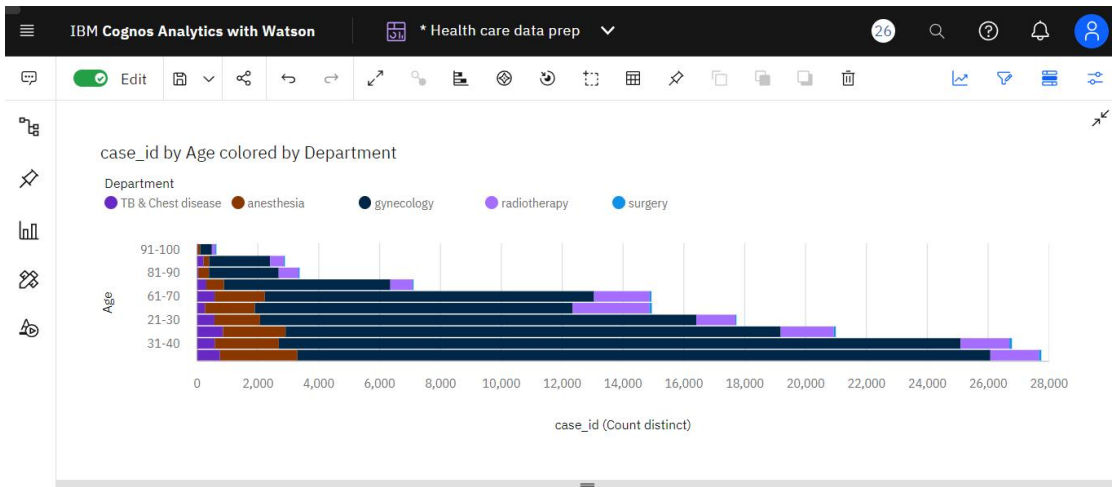 IBM Cognos Analytics with Watson
* Health care data prep
26
Edit
case_id by Age colored by Department
Department
TB & Chest disease
anesthesia
gynecology
radiotherapy
surgery
Age
91-100
81-90
61-70
21-30
31-40
0 2,000 4,000 6,000 8,000 10,000 12,000 14,000 16,000 18,000 20,000 22,000 24,000 26,000 28,000
case_id (Count distinct)